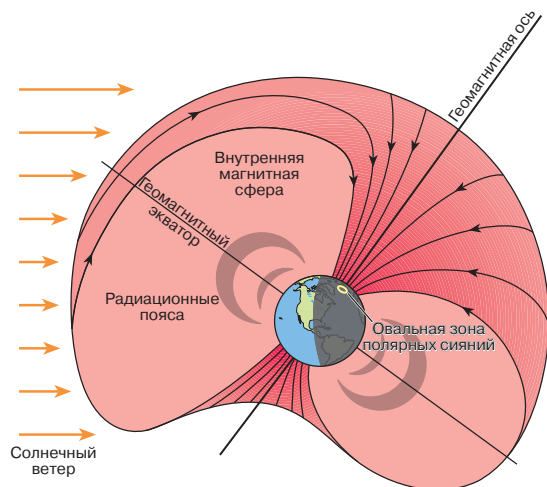 Геомагнитная ось
Внутренняя
магнитная
сфера
Геомагнитный
экватор
Радиационные
пояса
Овальная зона
полярных сияний
Солнечный
ветер